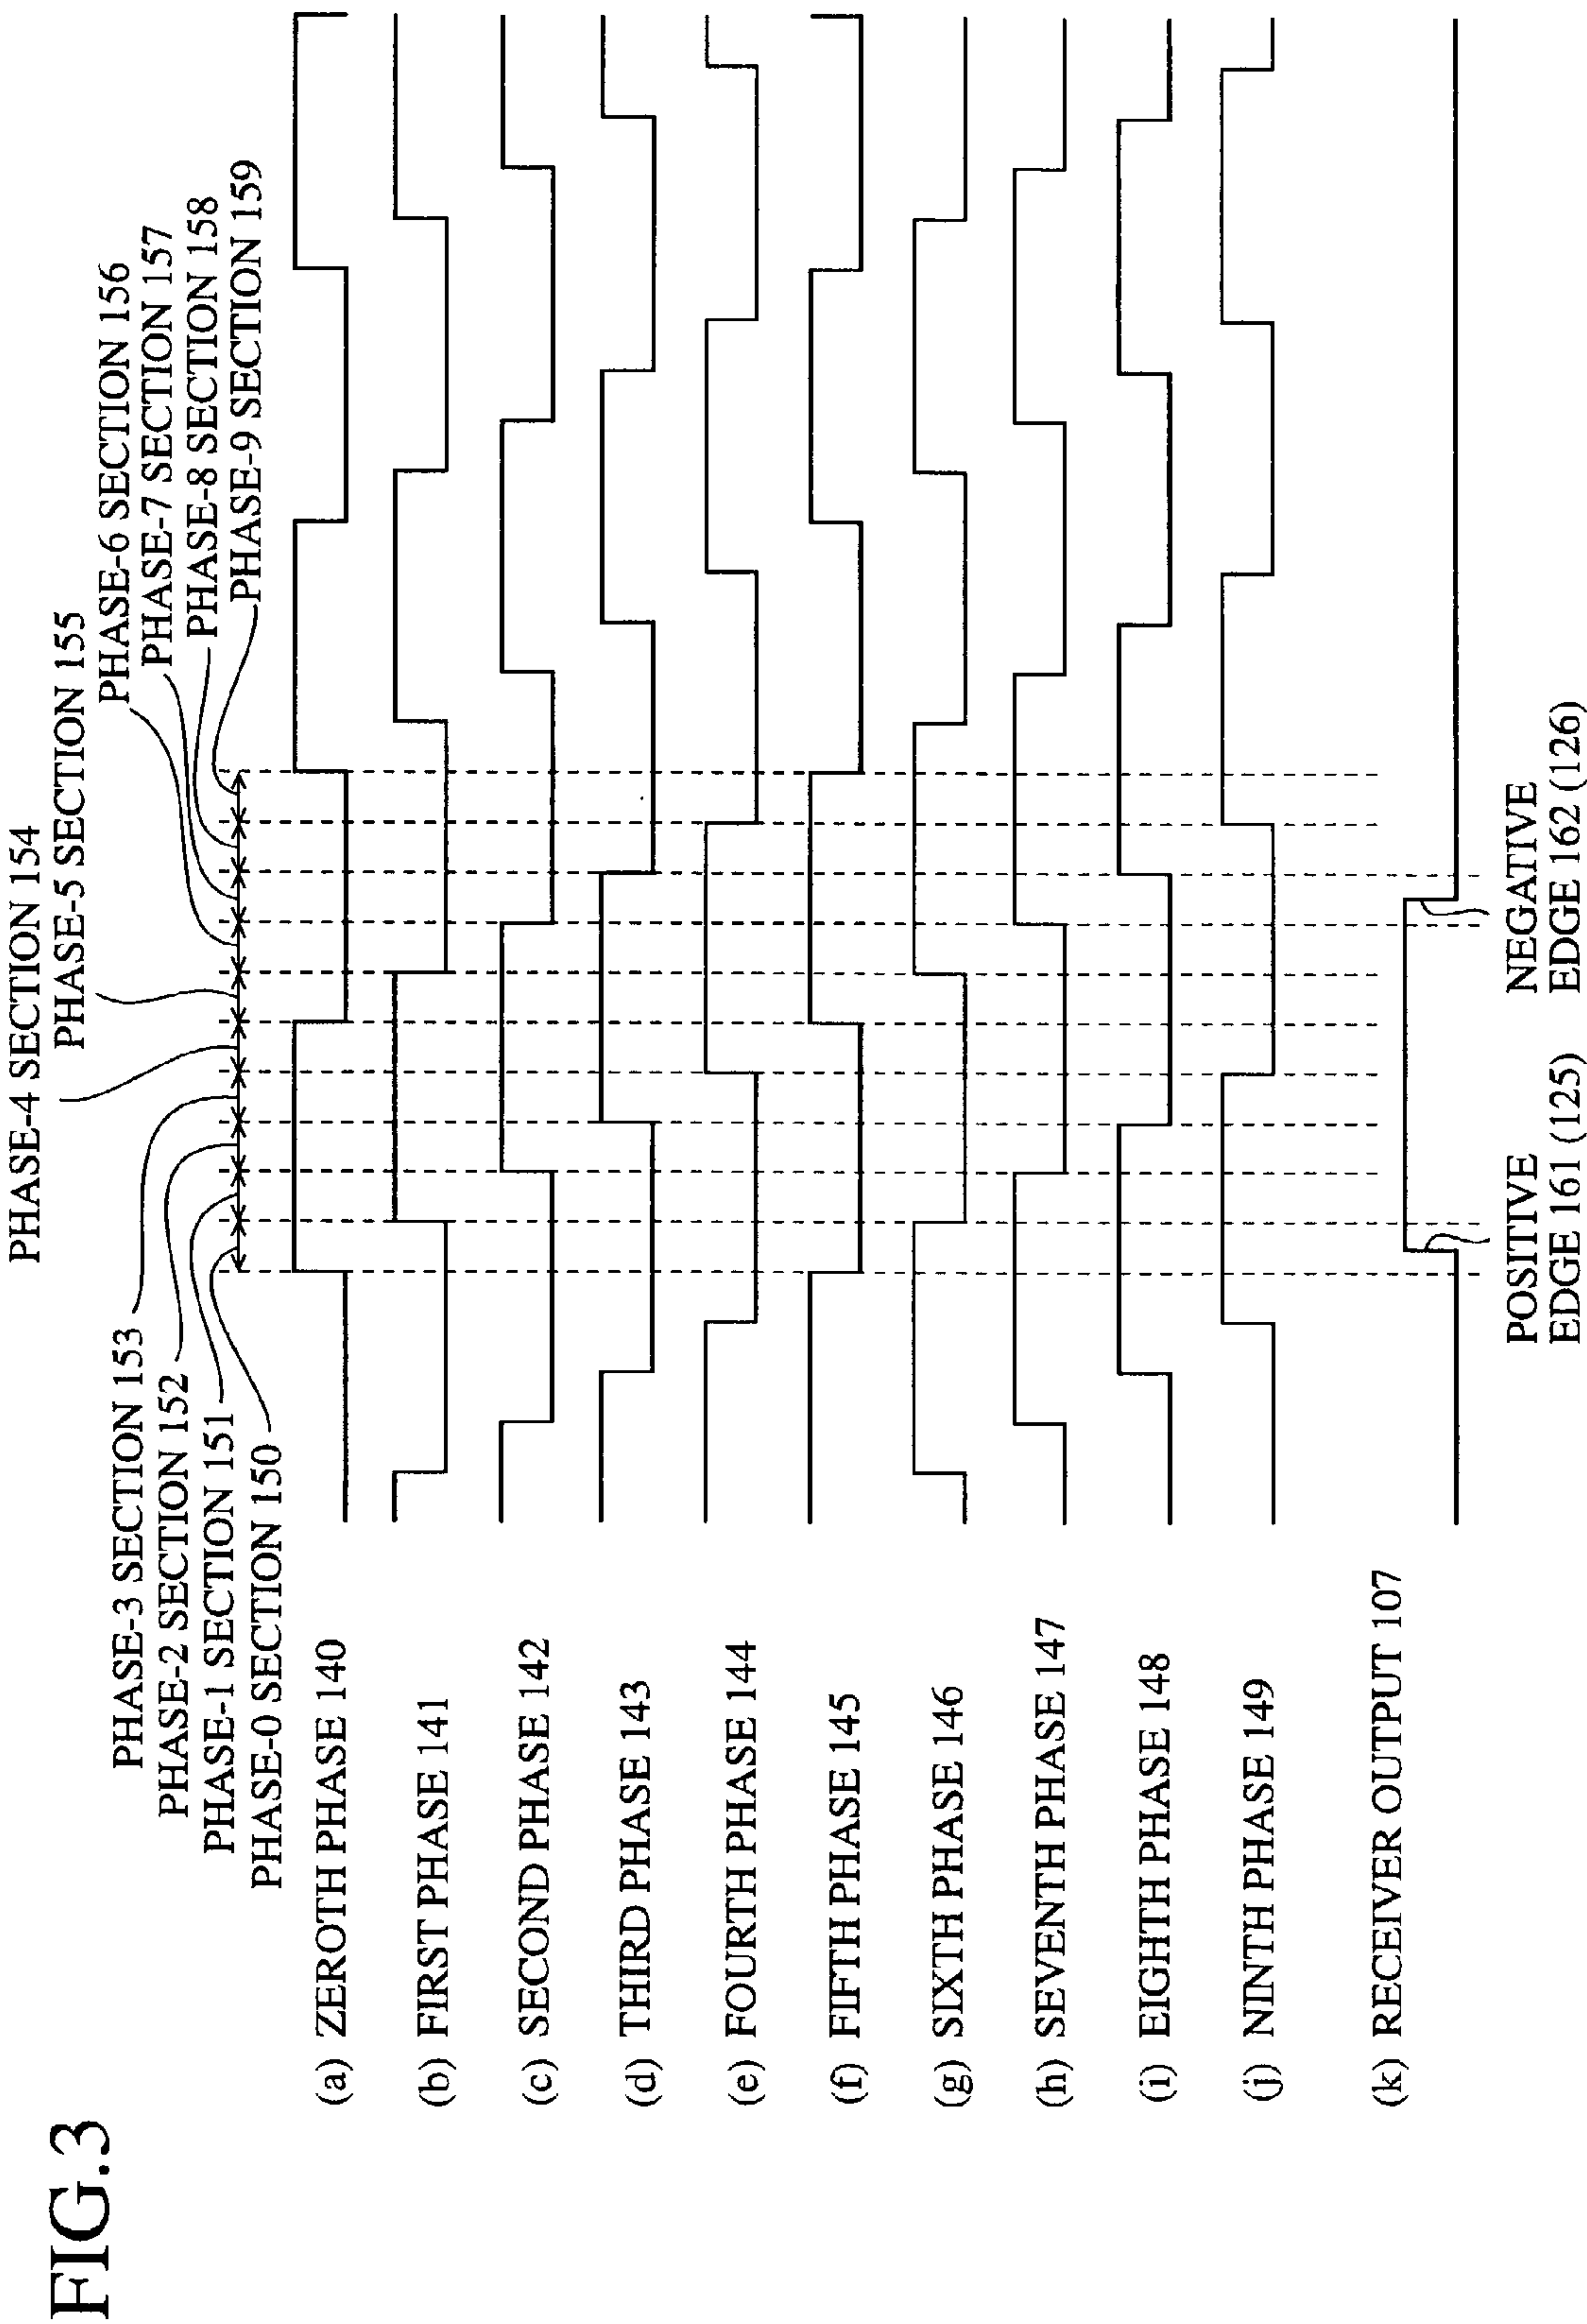 FIG.3
PHASE-4 SECTION 154
PHASE-5 SECTION 155
PHASE-6 SECTION 156
PHASE-7 SECTION 157
PHASE-8 SECTION 158
PHASE-9 SECTION 159
PHASE-3 SECTION 153
PHASE-2 SECTION 152
PHASE-1 SECTION 151
PHASE-0 SECTION 150
(a) ZEROTH PHASE 140
(b) FIRST PHASE 141
(c) SECOND PHASE 142
(d) THIRD PHASE 143
(e) FOURTH PHASE 144
(f) FIFTH PHASE 145
(g) SIXTH PHASE 146
(h) SEVENTH PHASE 147
(i) EIGHTH PHASE 148
(j) NINTH PHASE 149
(k) RECEIVER OUTPUT 107
POSITIVE
EDGE 161 (125)
NEGATIVE
EDGE 162 (126)